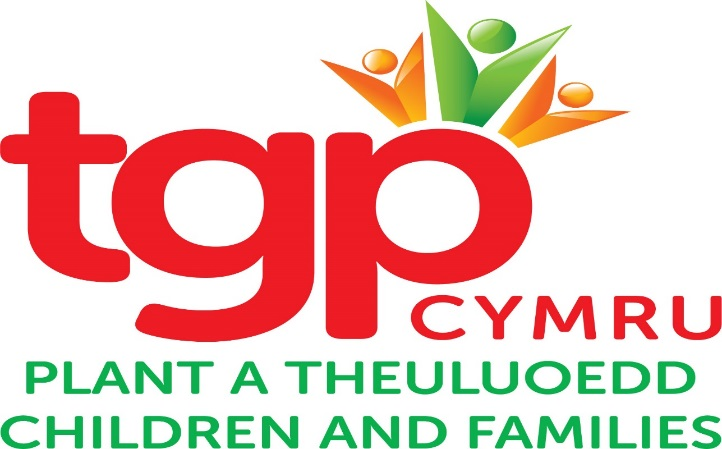 tgp
CYMRU
PLANT A THEULUOEDD
CHILDREN AND FAMILIES